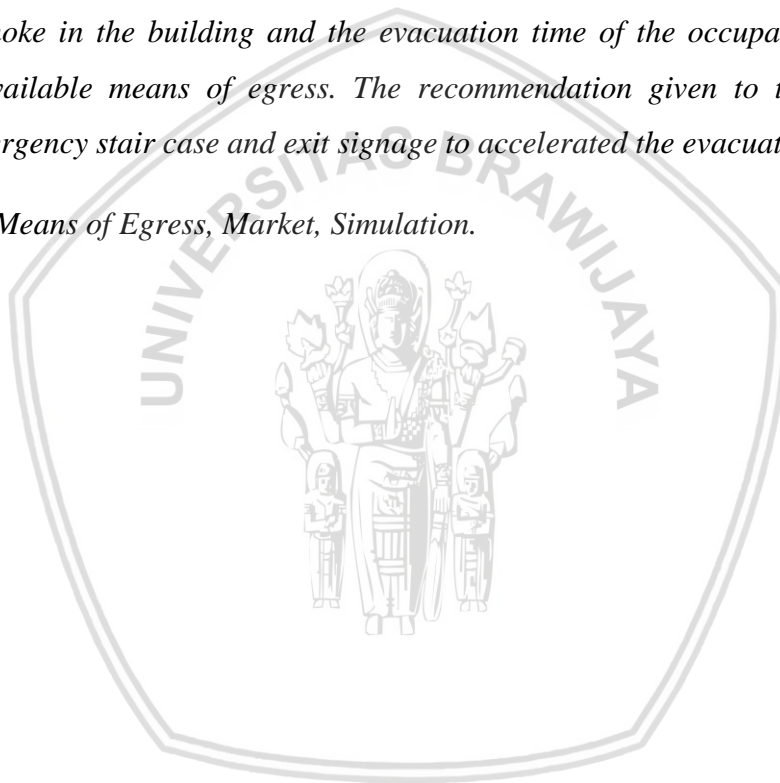 oke in the building and the evacuation time of the occupa
ailable means of egress. The recommendation given to t
rgency stair case and exit signage to accelerated the evacuat
Means of Egress, Market, Simulation.
UNIVERSITAS BRAWIJAYA